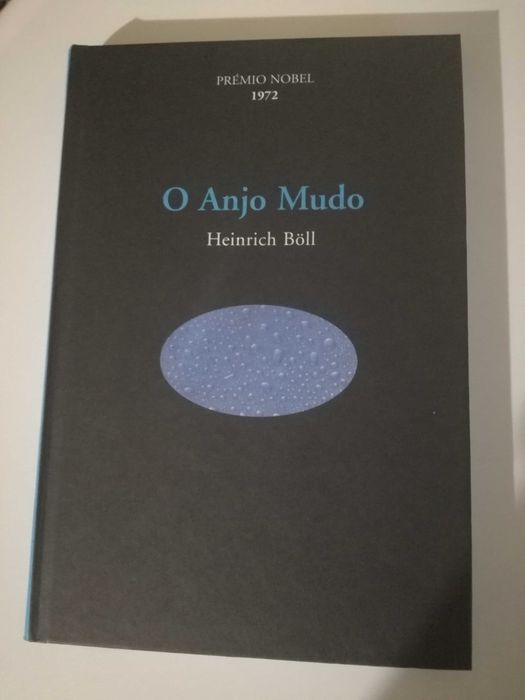 PRÉMIO NOBEL
1972
O Anjo Mudo
Heinrich Böll